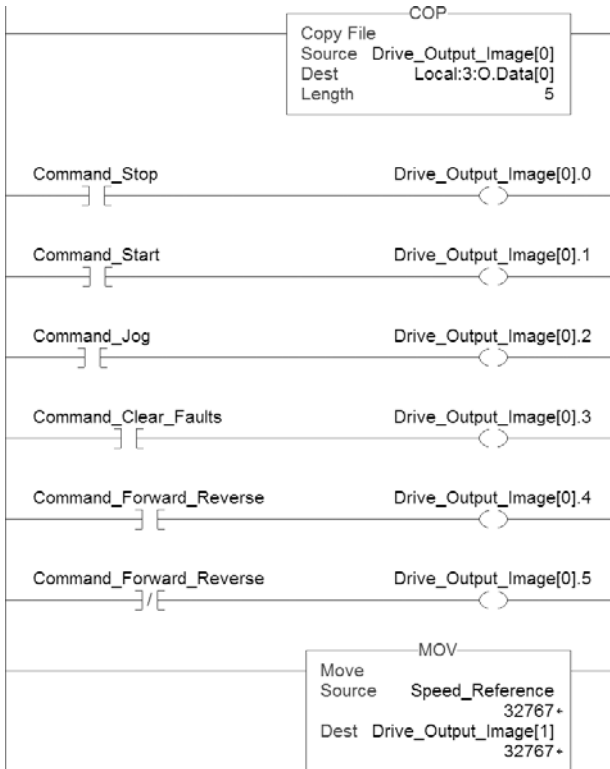 COP
Copy File
Source Drive_Output_Image[0]
Dest Local:3:O.Data[0]
Length 5
Command_Stop Drive_Output_Image[0].0
Command_Start Drive_Output_Image[0].1
Command_Jog Drive_Output_Image[0].2
Command_Clear_Faults Drive_Output_Image[0].3
Command_Forward_Reverse Drive_Output_Image[0].4
Command_Forward_Reverse Drive_Output_Image[0].5
MOV
Move
Source Speed_Reference
32767←
Dest Drive_Output_Image[1]
32767←